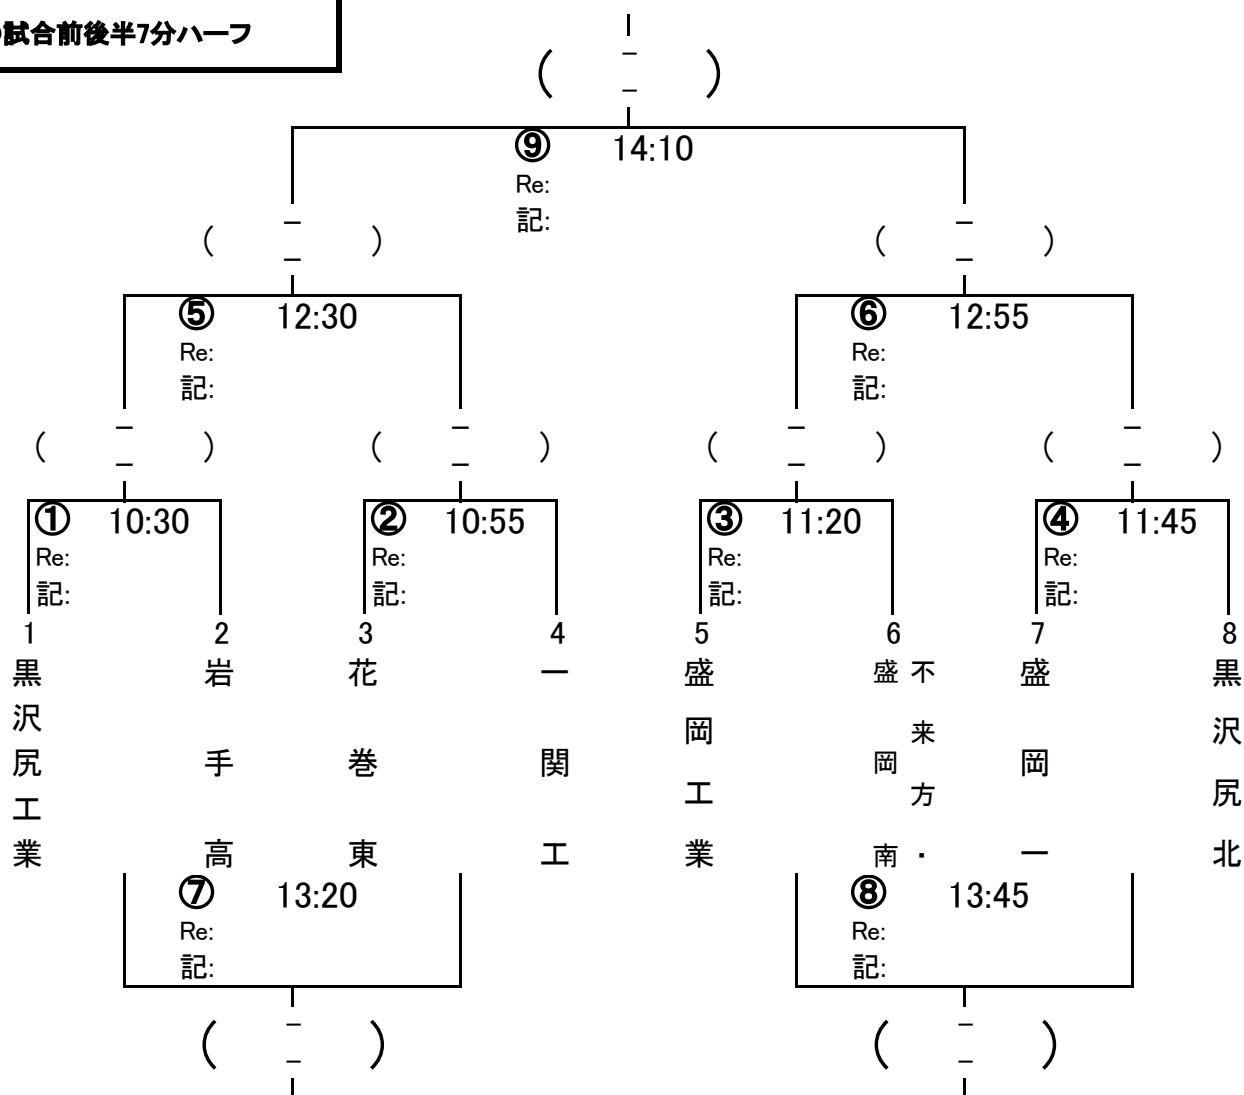 試合前後半7分ハーフ
( – – )
⑨ 14:10
Re:
記:
( – – ) ( – – )
⑤ 12:30 ⑥ 12:55
Re: Re:
記: 記:
( – – ) ( – – ) ( – – ) ( – – )
① 10:30 ② 10:55 ③ 11:20 ④ 11:45
Re: Re: Re: Re:
記: 記: 記: 記:
1 2 3 4 5 6 7 8
黒沢尻工業
岩手高
花巻東
一関工
盛岡工業
不来方・
盛岡南
盛岡一
黒沢尻北
⑦ 13:20 ⑧ 13:45
Re: Re:
記: 記:
( – – ) ( – – )